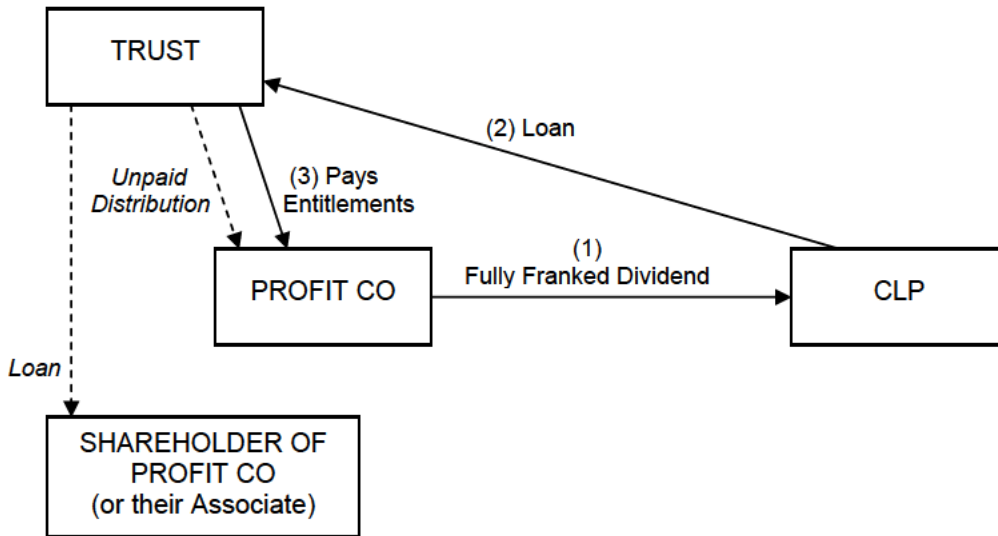 TRUST
(2) Loan
Unpaid
Distribution
(3) Pays
Entitlements
(1)
Fully Franked Dividend
PROFIT CO
CLP
Loan
SHAREHOLDER OF
PROFIT CO
(or their Associate)